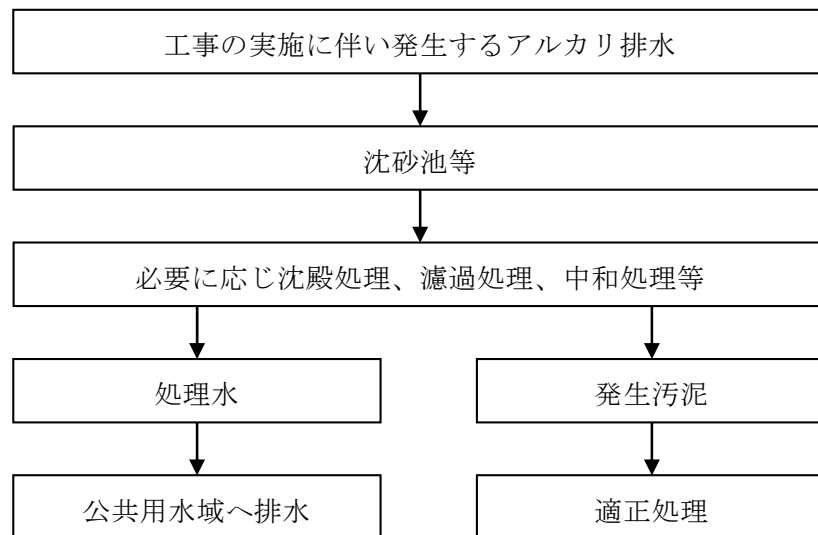 工事の実施に伴い発生するアルカリ排水
沈砂池等
必要に応じ沈殿処理、濾過処理、中和処理等
処理水
発生汚泥
公共用水域へ排水
適正処理